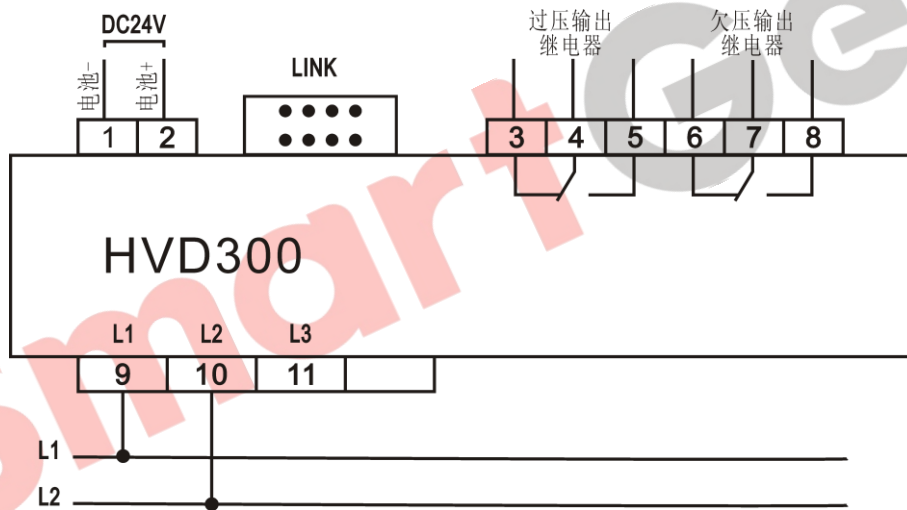 DC24V
电池-
电池+
LINK
过压输出
继电器
欠压输出
继电器
1 2
3 4 5 6 7 8
HVD300
L1 L2 L3
9 10 11
L1
L2
smartGe